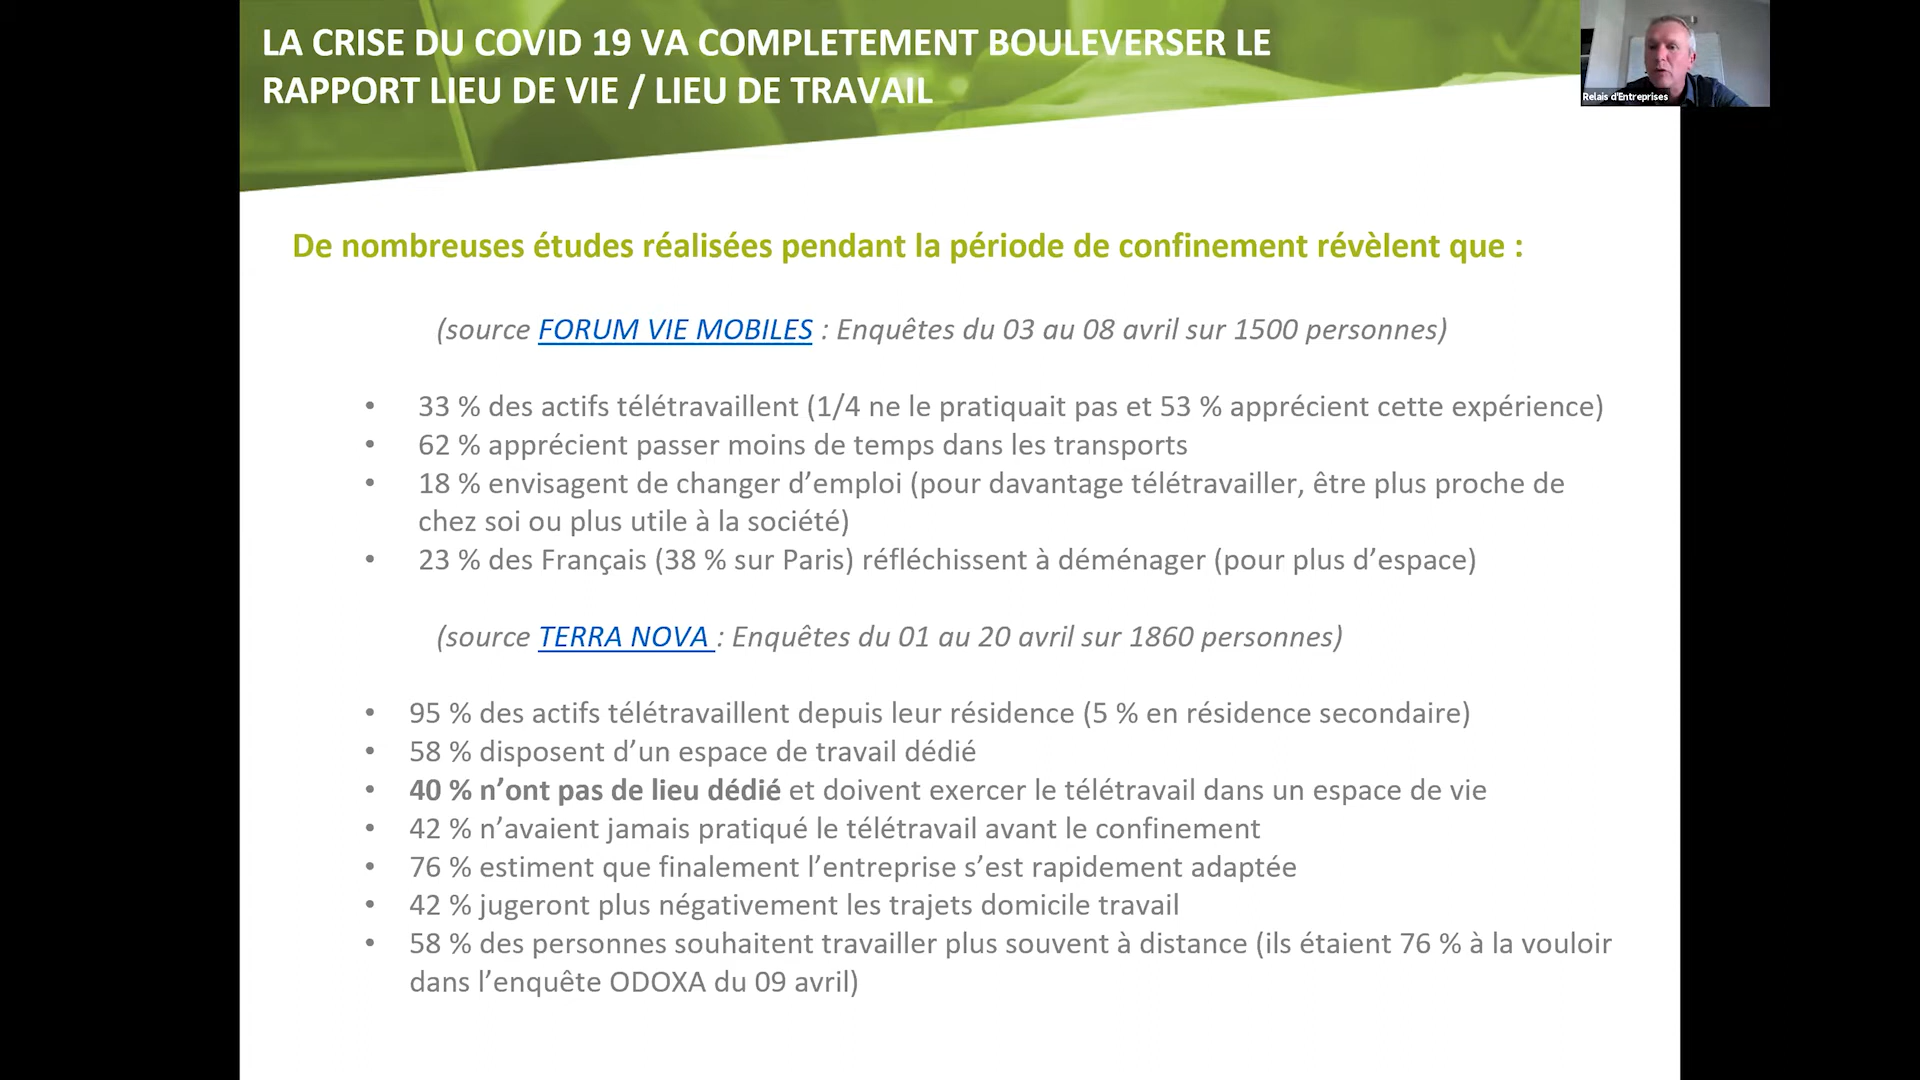 LA CRISE DU COVID 19 VA COMPLETEMENT BOULEVERSER LE
RAPPORT LIEU DE VIE / LIEU DE TRAVAIL
Relais d'Entreprises
De nombreuses études réalisées pendant la période de confinement révèlent que :
(source FORUM VIE MOBILES : Enquêtes du 03 au 08 avril sur 1500 personnes)
• 33 % des actifs télétravaillent (1/4 ne le pratiquait pas et 53 % apprécient cette expérience)
• 62 % apprécient passer moins de temps dans les transports
• 18 % envisagent de changer d’emploi (pour davantage télétravailler, être plus proche de
chez soi ou plus utile à la société)
• 23 % des Français (38 % sur Paris) réfléchissent à déménager (pour plus d’espace)
(source TERRA NOVA : Enquêtes du 01 au 20 avril sur 1860 personnes)
• 95 % des actifs télétravaillent depuis leur résidence (5 % en résidence secondaire)
• 58 % disposent d’un espace de travail dédié
• 40 % n’ont pas de lieu dédié et doivent exercer le télétravail dans un espace de vie
• 42 % n’avaient jamais pratiqué le télétravail avant le confinement
• 76 % estiment que finalement l’entreprise s’est rapidement adaptée
• 42 % jugeront plus négativement les trajets domicile travail
• 58 % des personnes souhaitent travailler plus souvent à distance (ils étaient 76 % à la vouloir
dans l’enquête ODOXA du 09 avril)